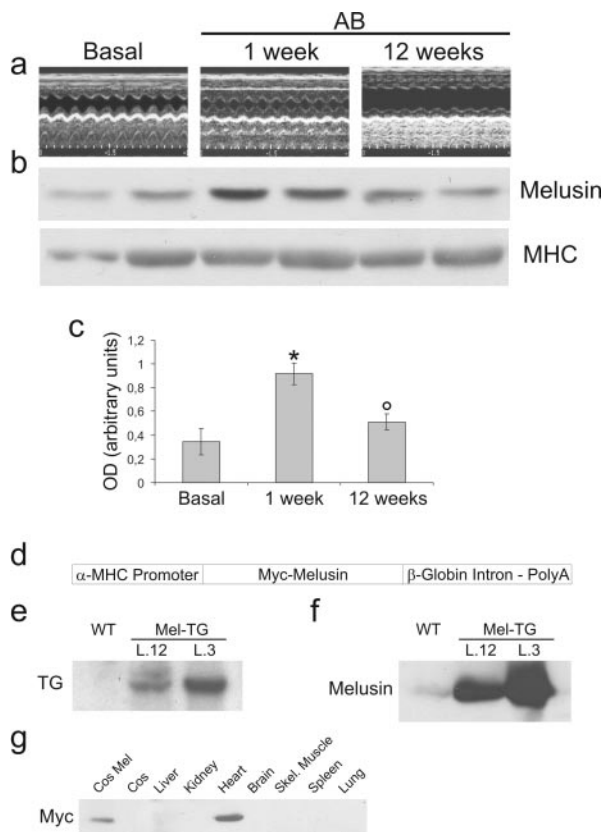 AB
Basal 1 week 12 weeks
a
b
Melusin
MHC
c
OD (arbitrary units)
1,2
1
0,8
0,6
0,4
0,2
0
*
°
Basal 1 week 12 weeks
d
α-MHC Promoter Myc-Melusin β-Globin Intron - PolyA
e
WT Mel-TG
L.12 L.3
TG
f
WT Mel-TG
L.12 L.3
Melusin
g
Cos Mel Cos Liver Kidney Heart Brain Skel. Muscle Spleen Lung
Myc